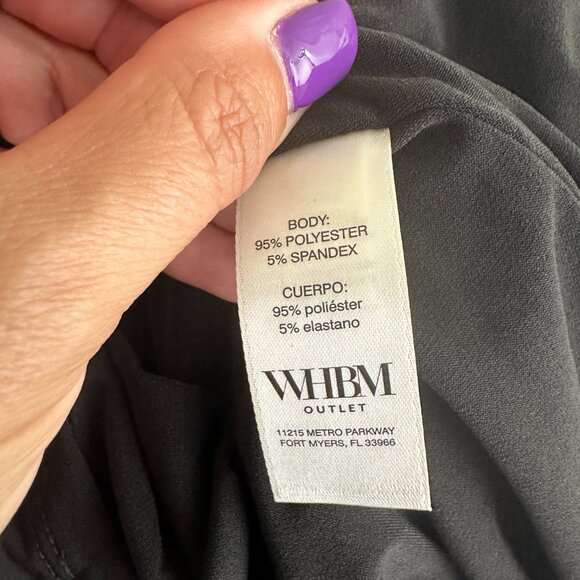 BODY:
95% POLYESTER
5% SPANDEX
CUERPO:
95% poliéster
5% elastano
WHBM
OUTLET
11215 METRO PARKWAY
FORT MYERS, FL 33966